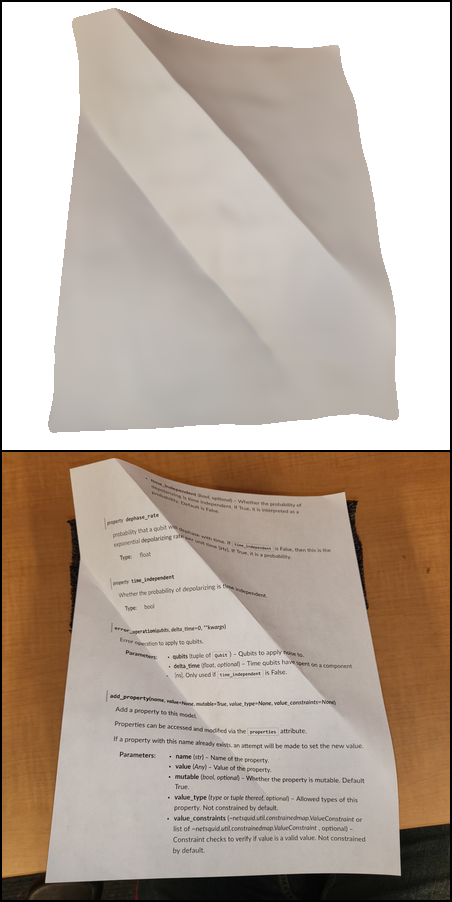 • time_independent (bool, optional) – Whether the probability of
depolarizing is time independent. If True, it is interpreted as a
probability. Default is False.
property dephase_rate
probability that a qubit will dephase with time. If time_independent is False, then this is the
exponential depolarizing rate per unit time [Hz]. If True, it is a probability.
Type: float
property time_independent
Whether the probability of depolarizing is time independent.
Type: bool
error_operation(qubits, delta_time=0, **kwargs)
Error operation to apply to qubits.
Parameters: • qubits (tuple of qubit) – Qubits to apply noise to.
• delta_time (float, optional) – Time qubits have spent on a component
[ns]. Only used if time_independent is False.
add_property(name, value=None, mutable=True, value_type=None, value_constraints=None)
Add a property to this model.
Properties can be accessed and modified via the properties attribute.
If a property with this name already exists, an attempt will be made to set the new value.
Parameters: • name (str) – Name of the property.
• value (Any) – Value of the property.
• mutable (bool, optional) – Whether the property is mutable. Default
True.
• value_type (type or tuple thereof, optional) – Allowed types of this
property. Not constrained by default.
• value_constraints (~netsquid.util.constrainedmap.ValueConstraint or
list of ~netsquid.util.constrainedmap.ValueConstraint , optional) –
Constraint checks to verify if value is a valid value. Not constrained
by default.